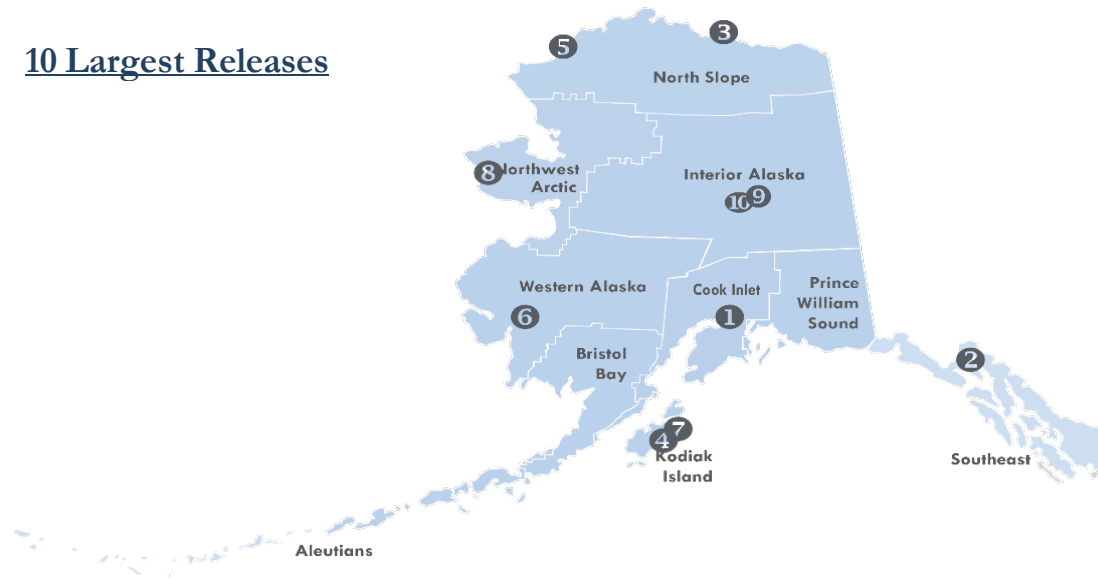 10 Largest Releases
5
3
North Slope
8
Northwest
Arctic
Interior Alaska
10
9
Western Alaska
Cook Inlet
Prince
William
Sound
6
1
Bristol
Bay
2
7
4
Kodiak
Island
Southeast
Aleutians